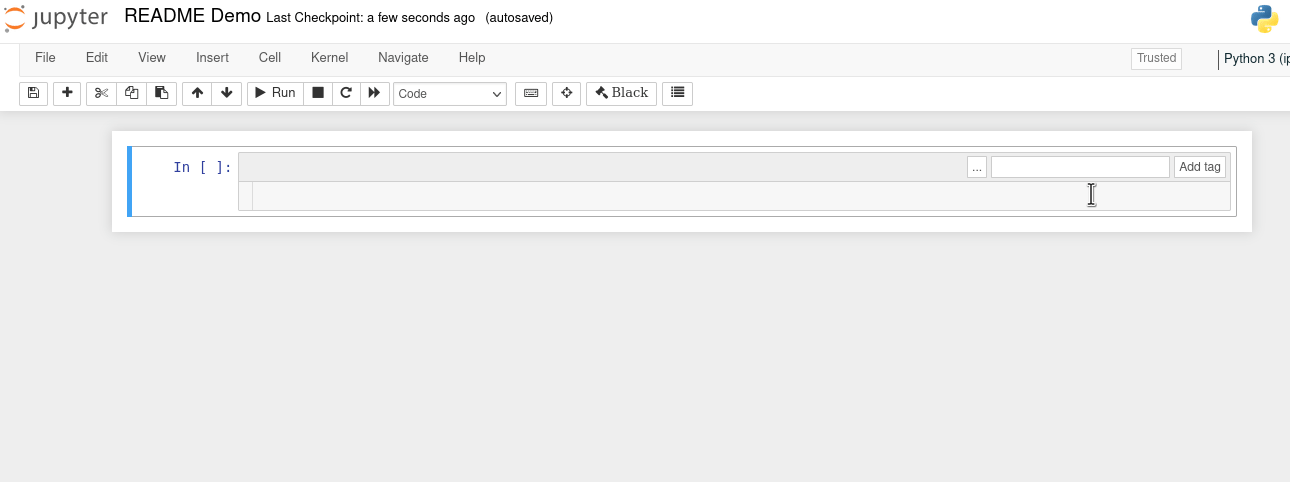 jupyter README Demo Last Checkpoint: a few seconds ago (autosaved)
File Edit View Insert Cell Kernel Navigate Help Trusted Python 3 (ip
Run Code Black
In [ ]: ... Add tag